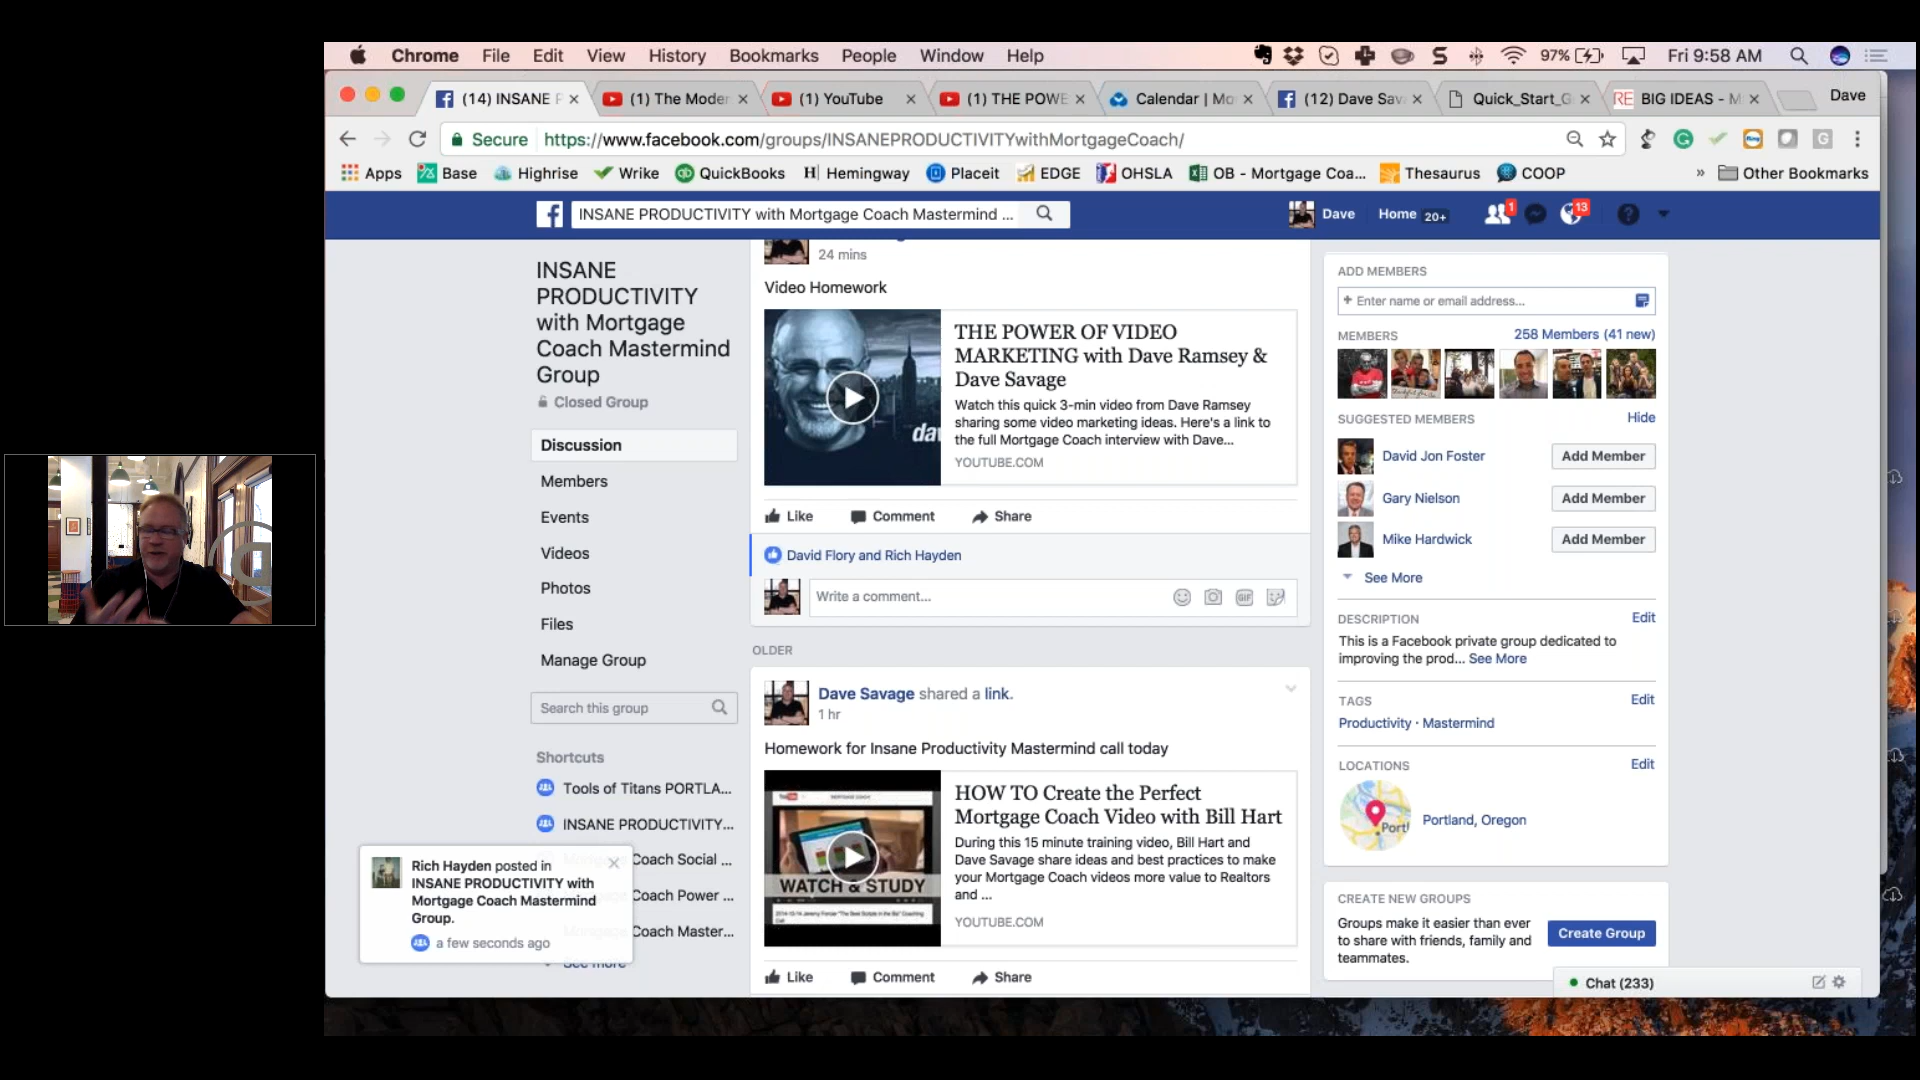 Chrome File Edit View History Bookmarks People Window Help 97% Fri 9:58 AM
(14) INSANE P (1) The Moder (1) YouTube (1) THE POWE Calendar | Mo (12) Dave Sav Quick_Start_G RE BIG IDEAS - M Dave
Secure https://www.facebook.com/groups/INSANEPRODUCTIVITYwithMortgageCoach/
Apps Base Highrise Wrike QuickBooks Hemingway Placeit EDGE OHSLA OB - Mortgage Coa... Thesaurus COOP » Other Bookmarks
INSANE PRODUCTIVITY with Mortgage Coach Mastermind ... Dave Home 20+ 1 13
INSANE
PRODUCTIVITY
with Mortgage
Coach Mastermind
Group
Closed Group
Discussion
Members
Events
Videos
Photos
Files
Manage Group
Search this group
Shortcuts
Tools of Titans PORTLA...
INSANE PRODUCTIVITY...
Coach Social ...
Coach Power ...
Coach Master...
See more
Rich Hayden posted in
INSANE PRODUCTIVITY with
Mortgage Coach Mastermind
Group.
a few seconds ago
24 mins
Video Homework
dav
THE POWER OF VIDEO
MARKETING with Dave Ramsey &
Dave Savage
Watch this quick 3-min video from Dave Ramsey
sharing some video marketing ideas. Here's a link to
the full Mortgage Coach interview with Dave...
YOUTUBE.COM
Like Comment Share
David Flory and Rich Hayden
Write a comment...
GIF
OLDER
Dave Savage shared a link.
1 hr
Homework for Insane Productivity Mastermind call today
WATCH & STUDY
HOW TO Create the Perfect
Mortgage Coach Video with Bill Hart
During this 15 minute training video, Bill Hart and
Dave Savage share ideas and best practices to make
your Mortgage Coach videos more value to Realtors
and ...
YOUTUBE.COM
Like Comment Share
ADD MEMBERS
+ Enter name or email address...
MEMBERS 258 Members (41 new)
SUGGESTED MEMBERS Hide
David Jon Foster Add Member
Gary Nielson Add Member
Mike Hardwick Add Member
See More
DESCRIPTION Edit
This is a Facebook private group dedicated to
improving the prod... See More
TAGS Edit
Productivity · Mastermind
LOCATIONS Edit
Portl
Portland, Oregon
CREATE NEW GROUPS
Groups make it easier than ever
to share with friends, family and
teammates.
Create Group
Chat (233)